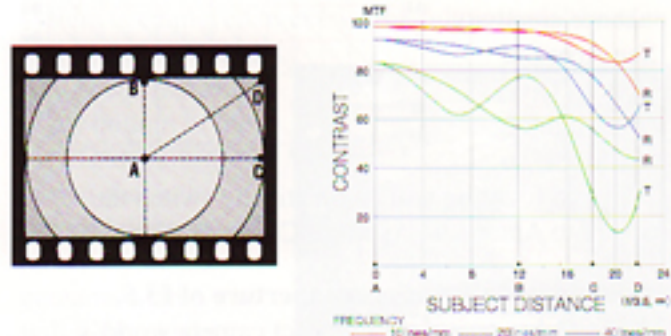 MTF
100
80
60
40
20
CONTRAST
B
D
A
C
T
R
T
R
R
T
0 4 8 12 16 20 24
A B C D
SUBJECT DISTANCE
FREQUENCY